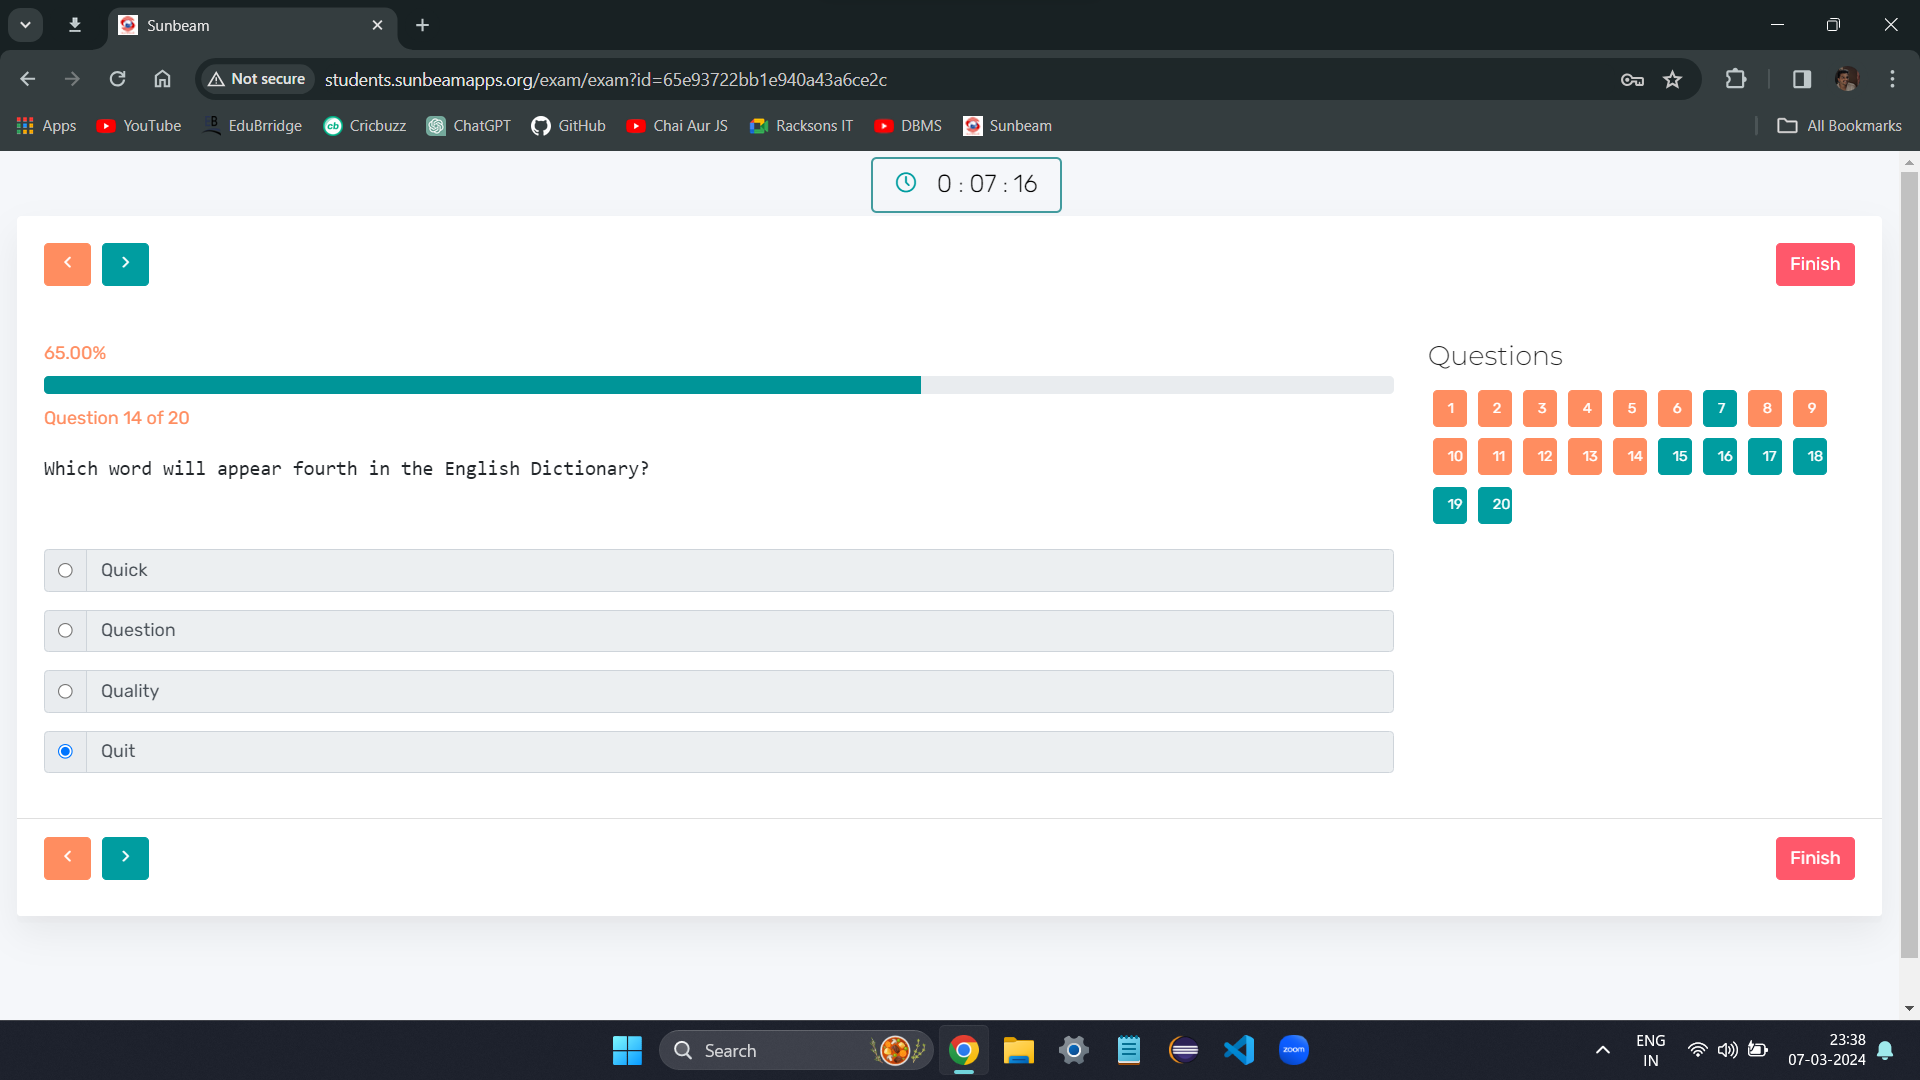 Sunbeam
Not secure
students.sunbeamapps.org/exam/exam?id=65e93722bb1e940a43a6ce2c
Apps YouTube EduBrridge Cricbuzz ChatGPT GitHub Chai Aur JS Racksons IT DBMS Sunbeam All Bookmarks
0 : 07 : 16
Finish
65.00%
Question 14 of 20
Which word will appear fourth in the English Dictionary?
Quick
Question
Quality
Quit
Questions
1 2 3 4 5 6 7 8 9
10 11 12 13 14 15 16 17 18
19 20
Finish
Search
zoom
ENG
IN
23:38
07-03-2024